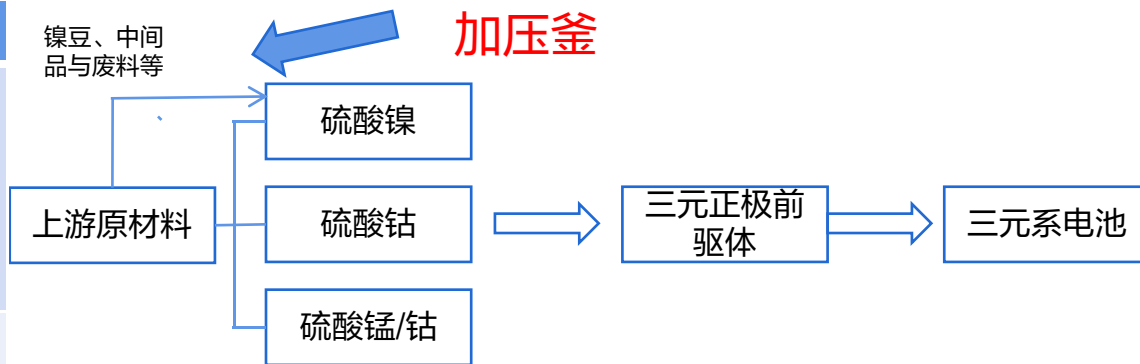 加压釜
镍豆、中间
品与废料等
硫酸镍
上游原材料
硫酸钴
三元正极前
驱体
三元系电池
硫酸锰/钴